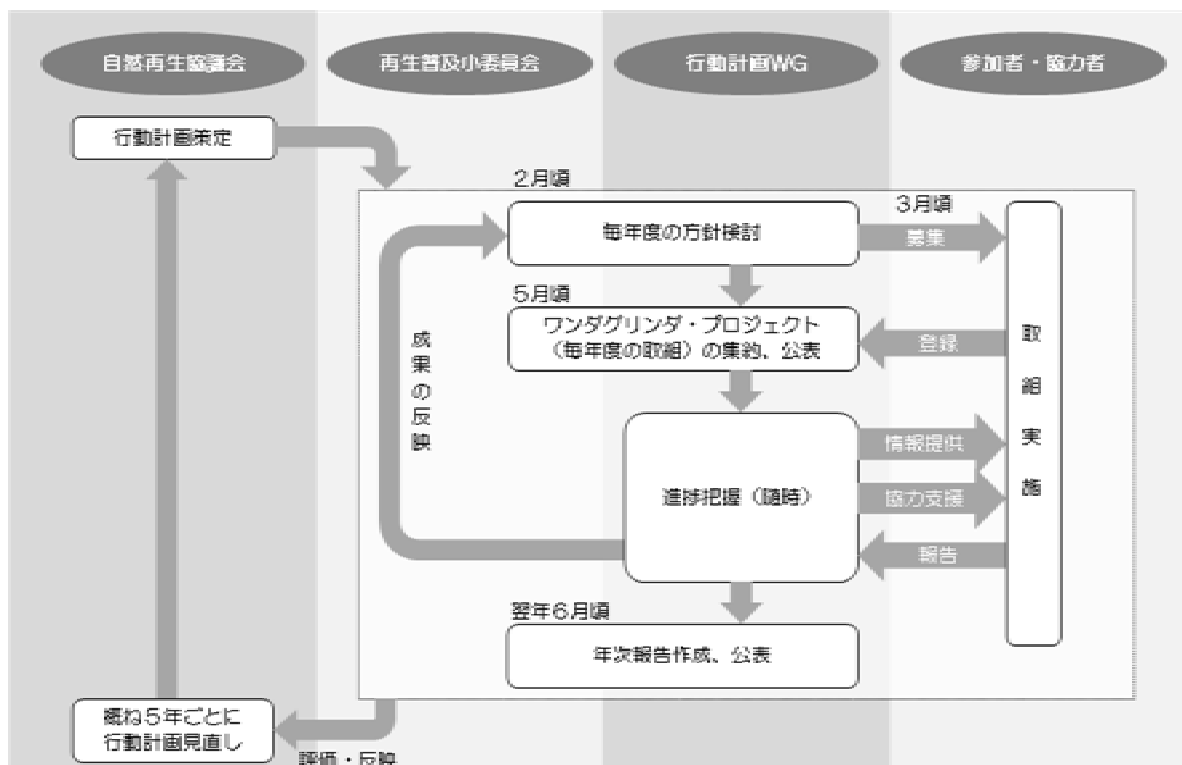 自然再生協議会
再生普及小委員会
行動計画WG
参加者・協力者
行動計画策定
2月頃
毎年度の方針検討
3月頃
募集
5月頃
ワンダグリンダ・プロジェクト
（毎年度の取組）の集約、公表
登録
取組実施
成果の反映
情報提供
進捗把握（随時）
協力支援
報告
翌年6月頃
年次報告作成、公表
概ね5年ごとに
行動計画見直し
評価・反映